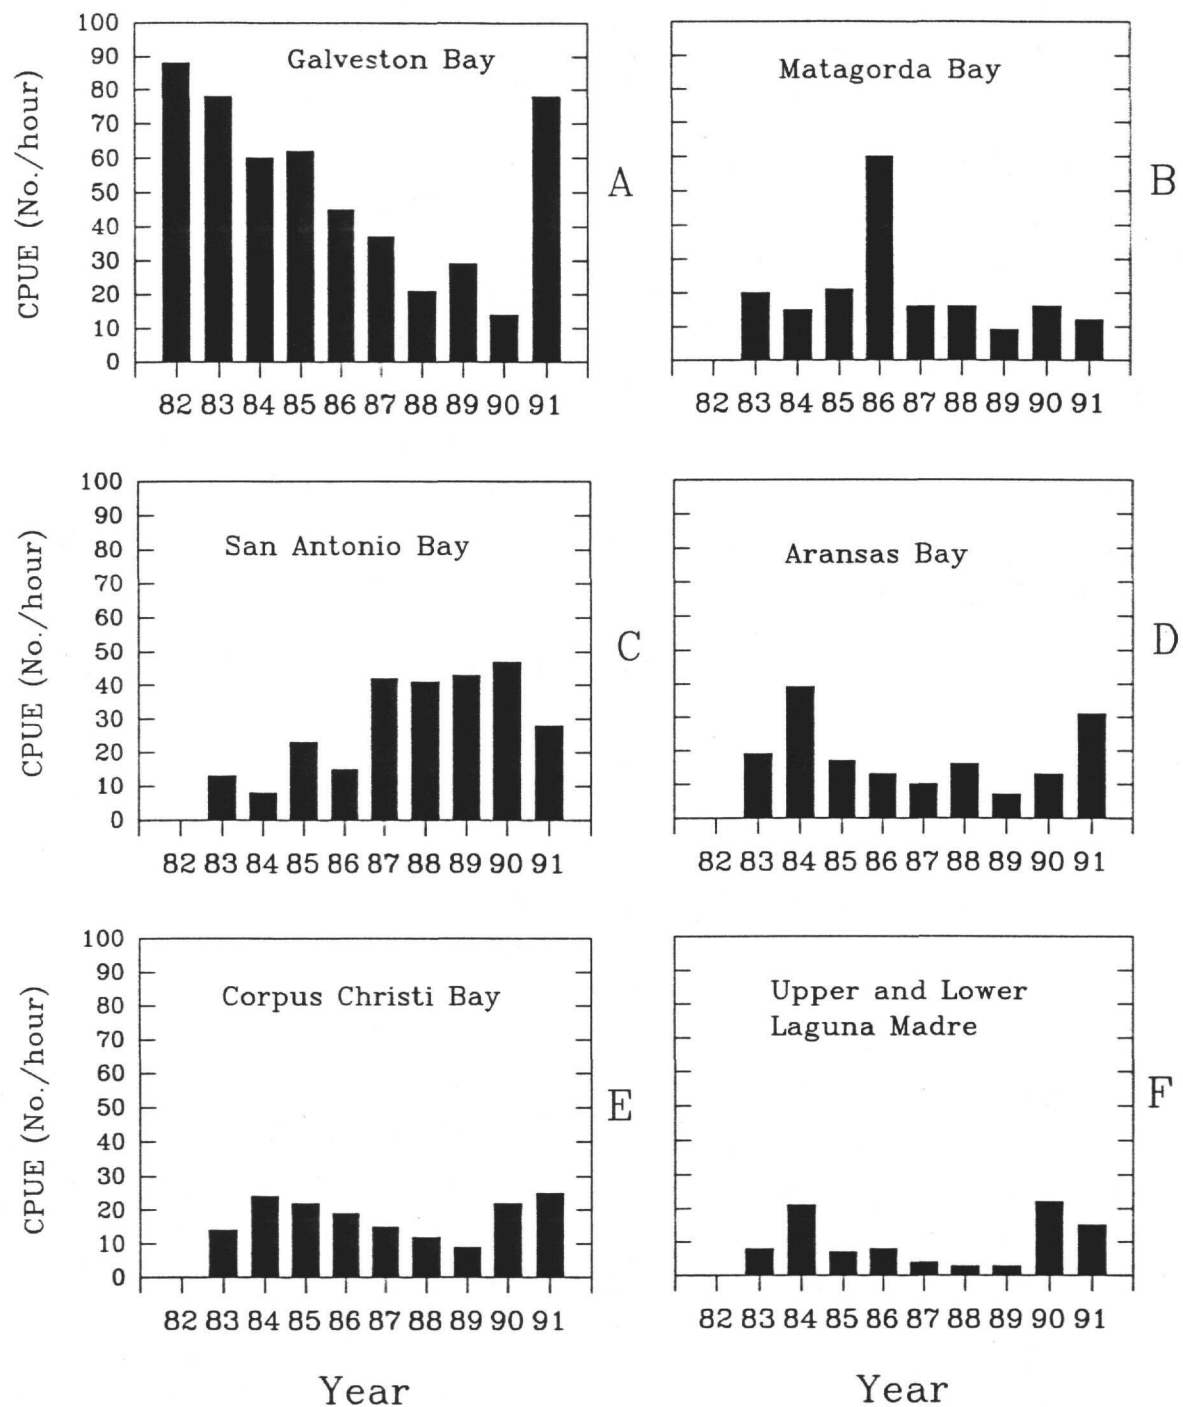 100
90
80
70
60
50
40
30
20
10
0
CPUE (No./hour)
Galveston Bay
82 83 84 85 86 87 88 89 90 91
A
Matagorda Bay
82 83 84 85 86 87 88 89 90 91
B
100
90
80
70
60
50
40
30
20
10
0
CPUE (No./hour)
San Antonio Bay
82 83 84 85 86 87 88 89 90 91
C
Aransas Bay
82 83 84 85 86 87 88 89 90 91
D
100
90
80
70
60
50
40
30
20
10
0
CPUE (No./hour)
Corpus Christi Bay
82 83 84 85 86 87 88 89 90 91
Year
E
Upper and Lower
Laguna Madre
82 83 84 85 86 87 88 89 90 91
Year
F